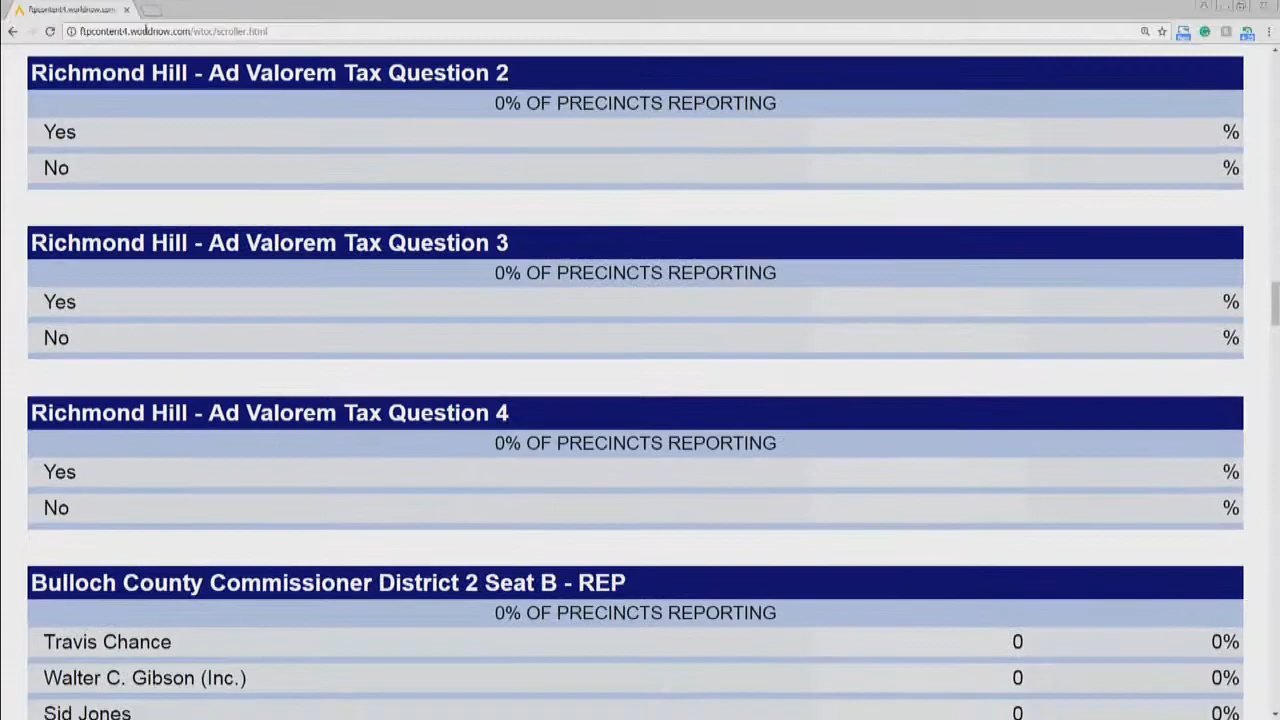 ftpcontent4.worldnow.com
ftpcontent4.worldnow.com/wtoc/scroller.html
Richmond Hill - Ad Valorem Tax Question 2
0% OF PRECINCTS REPORTING
Yes %
No %
Richmond Hill - Ad Valorem Tax Question 3
0% OF PRECINCTS REPORTING
Yes %
No %
Richmond Hill - Ad Valorem Tax Question 4
0% OF PRECINCTS REPORTING
Yes %
No %
Bulloch County Commissioner District 2 Seat B - REP
0% OF PRECINCTS REPORTING
Travis Chance 0 0%
Walter C. Gibson (Inc.) 0 0%
Sid Jones 0 0%